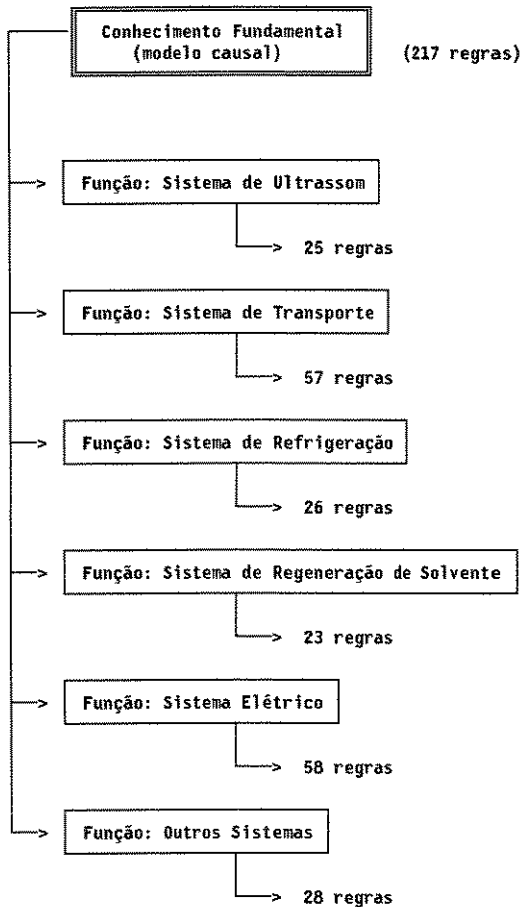 Conhecimento Fundamental
(modelo causal)
(217 regras)
Função: Sistema de Ultrassom
25 regras
Função: Sistema de Transporte
57 regras
Função: Sistema de Refrigeração
26 regras
Função: Sistema de Regeneração de Solvente
23 regras
Função: Sistema Elétrico
58 regras
Função: Outros Sistemas
28 regras